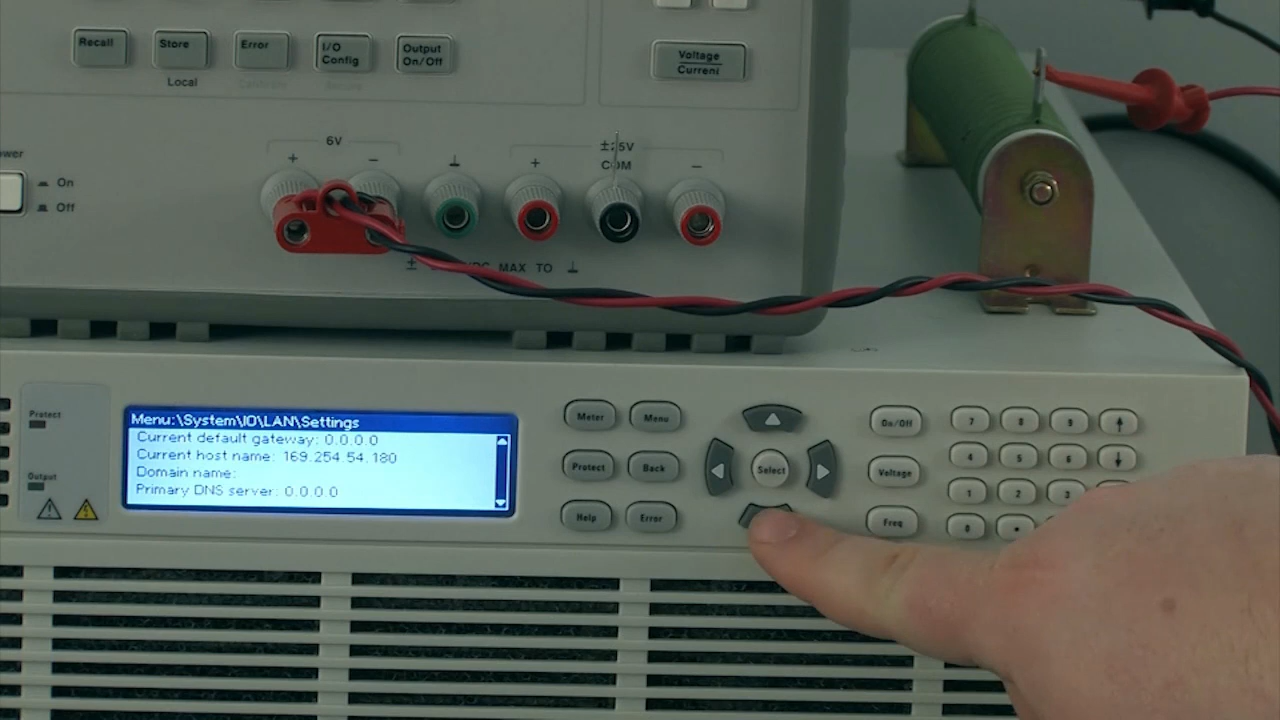 Recall
Store
Error
I/O
Config
Output
On/Off
Voltage
Current
Local
6V
±25V
+
−
+
COM
−
On
Off
MAX TO
Protect
Output
Menu:\System\IO\LAN\Settings
Current default gateway: 0.0.0.0
Current host name: 169.254.54.180
Domain name:
Primary DNS server: 0.0.0.0
Meter
Menu
Protect
Back
Help
Error
Select
On/Off
Voltage
Freq
7 8 9
4 5 6
1 2 3
0 .